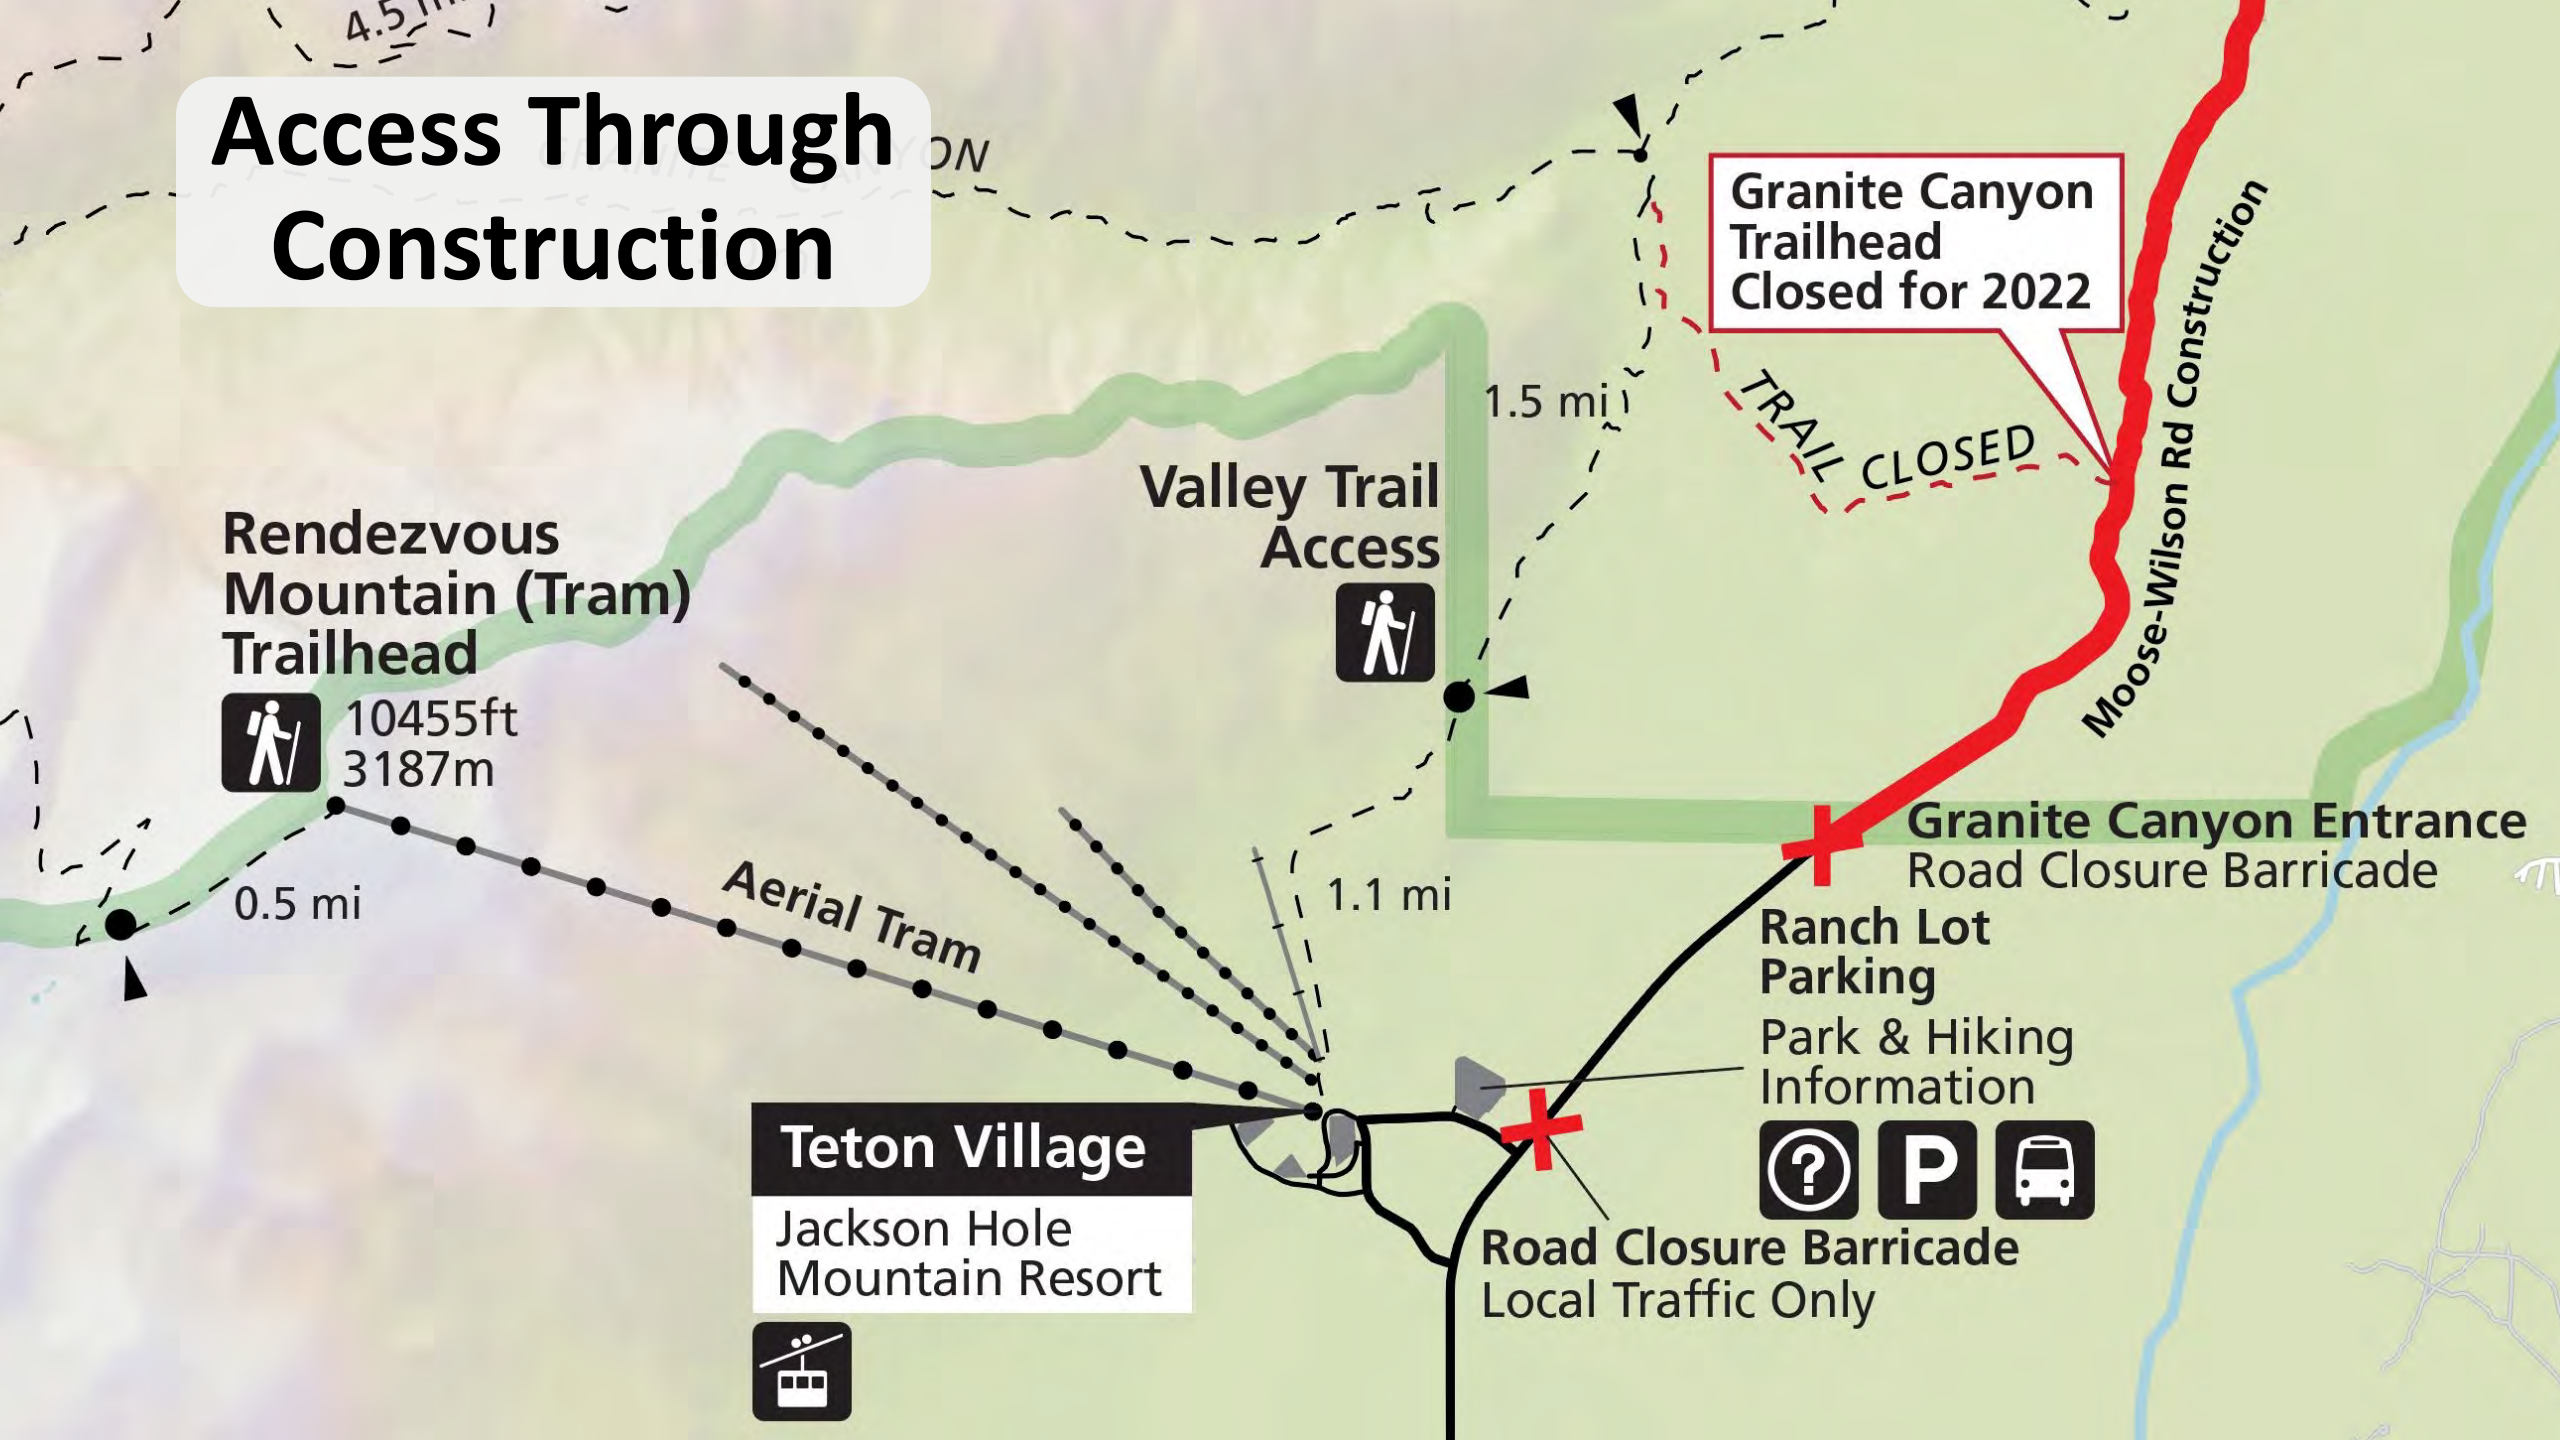 4.5
Access Through
Construction
GRANITE CANYON
Granite Canyon
Trailhead
Closed for 2022
Moose-Wilson Rd Construction
1.5 mi
TRAIL CLOSED
Valley Trail
Access
Rendezvous
Mountain (Tram)
Trailhead
10455ft
3187m
0.5 mi
Aerial Tram
1.1 mi
Granite Canyon Entrance
Road Closure Barricade
Ranch Lot
Parking
Park & Hiking
Information
? P
Teton Village
Jackson Hole
Mountain Resort
Road Closure Barricade
Local Traffic Only